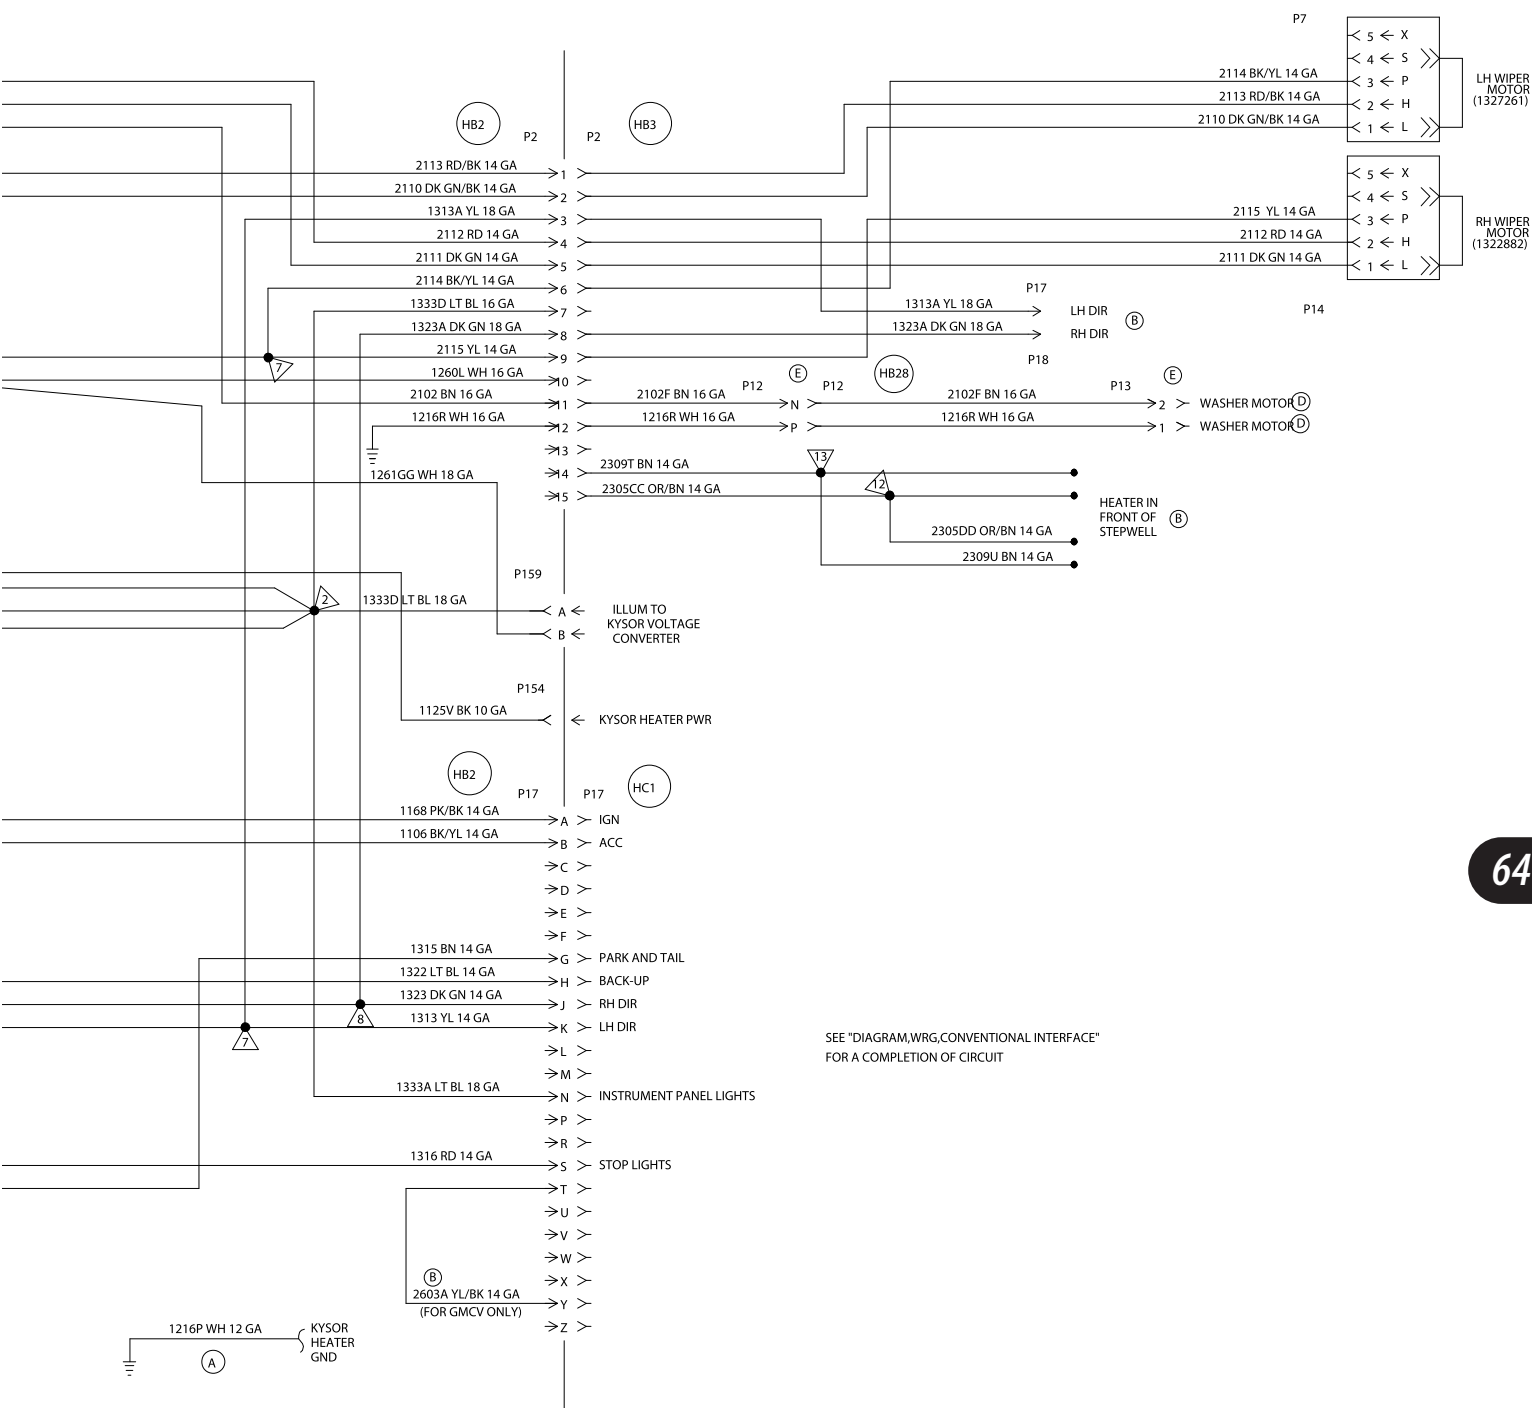 P7
5 X
4 S
3 P
2 H
1 L
LH WIPER
MOTOR
(1327261)
2114 BK/YL 14 GA
2113 RD/BK 14 GA
2110 DK GN/BK 14 GA
HB2
P2
P2
HB3
5 X
4 S
3 P
2 H
1 L
RH WIPER
MOTOR
(1322882)
2115 YL 14 GA
2112 RD 14 GA
2111 DK GN 14 GA
P14
2113 RD/BK 14 GA
1
2110 DK GN/BK 14 GA
2
1313A YL 18 GA
3
2112 RD 14 GA
4
2111 DK GN 14 GA
5
2114 BK/YL 14 GA
6
1333D LT BL 16 GA
7
1323A DK GN 18 GA
8
2115 YL 14 GA
9
7
1260L WH 16 GA
10
2102 BN 16 GA
11
1216R WH 16 GA
12
13
14
15
P17
1313A YL 18 GA
LH DIR
1323A DK GN 18 GA
RH DIR
B
P18
P12
E
P12
HB28
P13
E
2102F BN 16 GA
N
2102F BN 16 GA
2
WASHER MOTOR
D
1216R WH 16 GA
P
1216R WH 16 GA
1
WASHER MOTOR
D
1261GG WH 18 GA
2309T BN 14 GA
13
2305CC OR/BN 14 GA
12
2305DD OR/BN 14 GA
2309U BN 14 GA
HEATER IN
FRONT OF
STEPWELL
B
P159
2
1333D LT BL 18 GA
A
B
ILLUM TO
KYSOR VOLTAGE
CONVERTER
P154
1125V BK 10 GA
KYSOR HEATER PWR
HB2
P17
P17
HC1
1168 PK/BK 14 GA
A
IGN
1106 BK/YL 14 GA
B
ACC
C
D
E
F
1315 BN 14 GA
G
PARK AND TAIL
1322 LT BL 14 GA
H
BACK-UP
1323 DK GN 14 GA
J
RH DIR
8
1313 YL 14 GA
K
LH DIR
7
L
M
1333A LT BL 18 GA
N
INSTRUMENT PANEL LIGHTS
P
R
1316 RD 14 GA
S
STOP LIGHTS
T
U
V
W
X
B
2603A YL/BK 14 GA
Y
(FOR GMCV ONLY)
Z
SEE "DIAGRAM,WRG,CONVENTIONAL INTERFACE"
FOR A COMPLETION OF CIRCUIT
64
1216P WH 12 GA
A
KYSOR
HEATER
GND